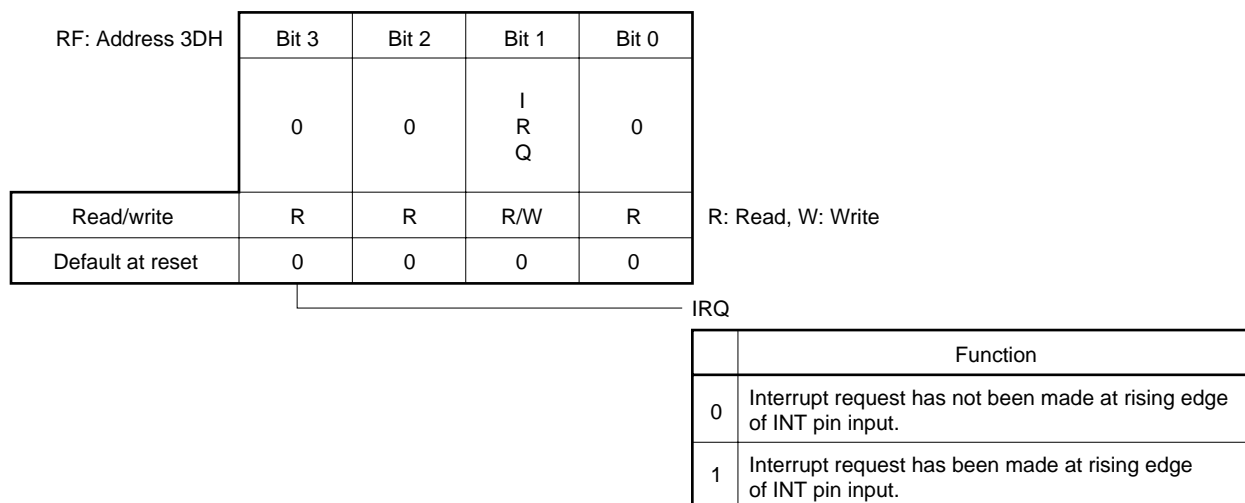 RF: Address 3DH Bit 3 Bit 2 Bit 1 Bit 0
0 0 I R Q 0
Read/write R R R/W R R: Read, W: Write
Default at reset 0 0 0 0
IRQ
Function
0 Interrupt request has not been made at rising edge
of INT pin input.
1 Interrupt request has been made at rising edge
of INT pin input.